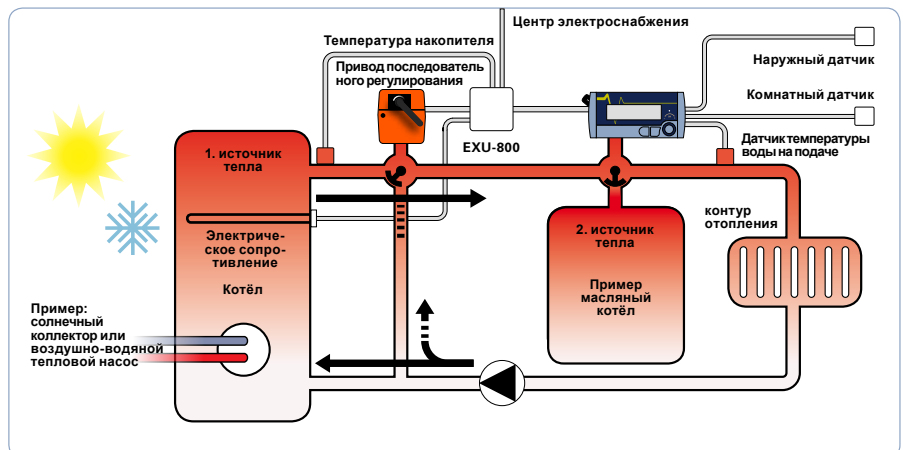 Центр электроснабжения
Температура накопителя
Привод последователь
ного регулирования
Наружный датчик
Комнатный датчик
EXU-800
Датчик температуры
воды на подаче
1. источник
тепла
контур
отопления
2. источник
тепла
Электриче-
ское сопро-
тивление
Котёл
Пример
масляный
котёл
Пример:
солнечный
коллектор или
воздушно-водяной
тепловой насос